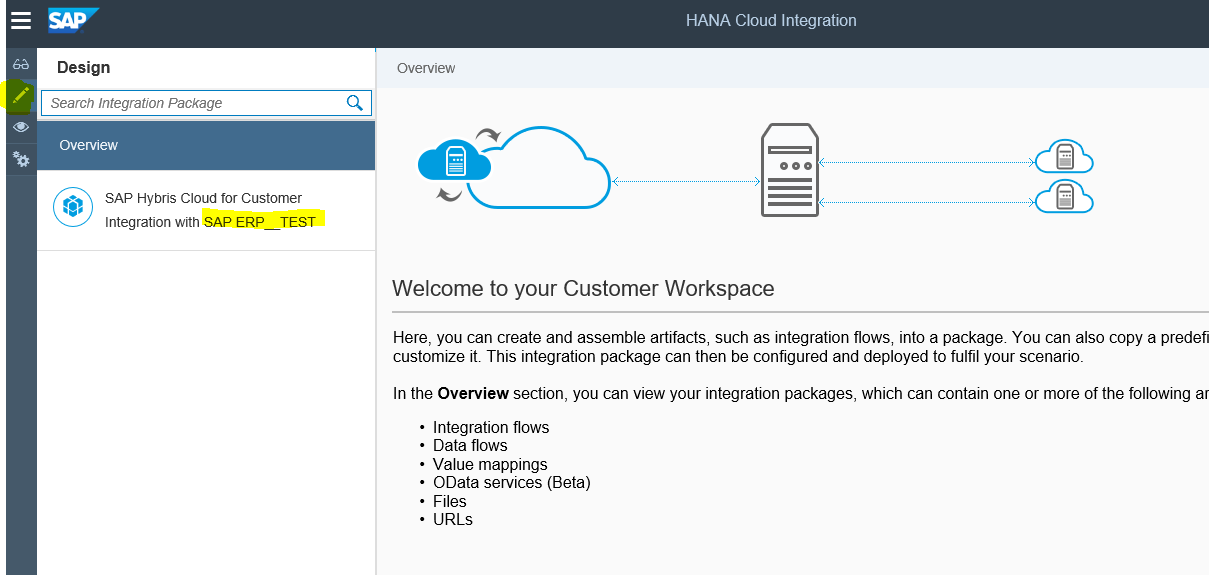 SAP
HANA Cloud Integration
Design
Search Integration Package
Overview
SAP Hybris Cloud for Customer
Integration with SAP ERP__TEST
Overview
Welcome to your Customer Workspace
Here, you can create and assemble artifacts, such as integration flows, into a package. You can also copy a predefi
customize it. This integration package can then be configured and deployed to fulfil your scenario.
In the Overview section, you can view your integration packages, which can contain one or more of the following ar
• Integration flows
• Data flows
• Value mappings
• OData services (Beta)
• Files
• URLs